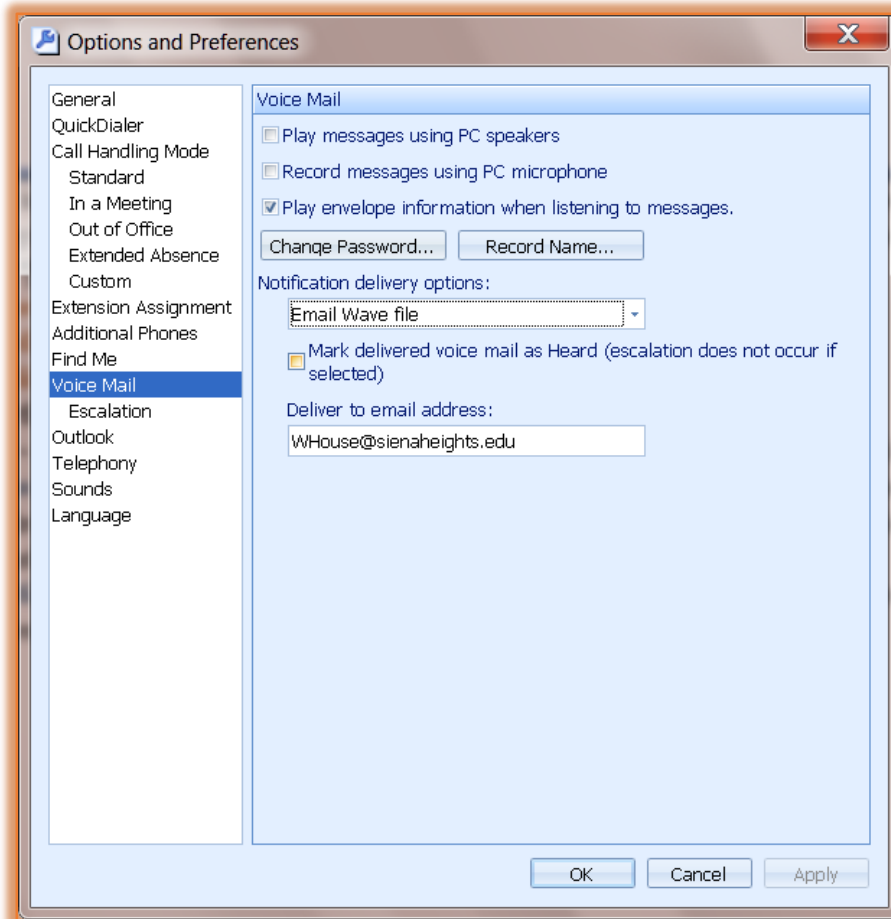 Options and Preferences
X
General
QuickDialer
Call Handling Mode
Standard
In a Meeting
Out of Office
Extended Absence
Custom
Extension Assignment
Additional Phones
Find Me
Voice Mail
Escalation
Outlook
Telephony
Sounds
Language
Voice Mail
Play messages using PC speakers
Record messages using PC microphone
Play envelope information when listening to messages.
Change Password... Record Name...
Notification delivery options:
Email Wave file
Mark delivered voice mail as Heard (escalation does not occur if
selected)
Deliver to email address:
WHouse@sienaheights.edu
OK Cancel Apply